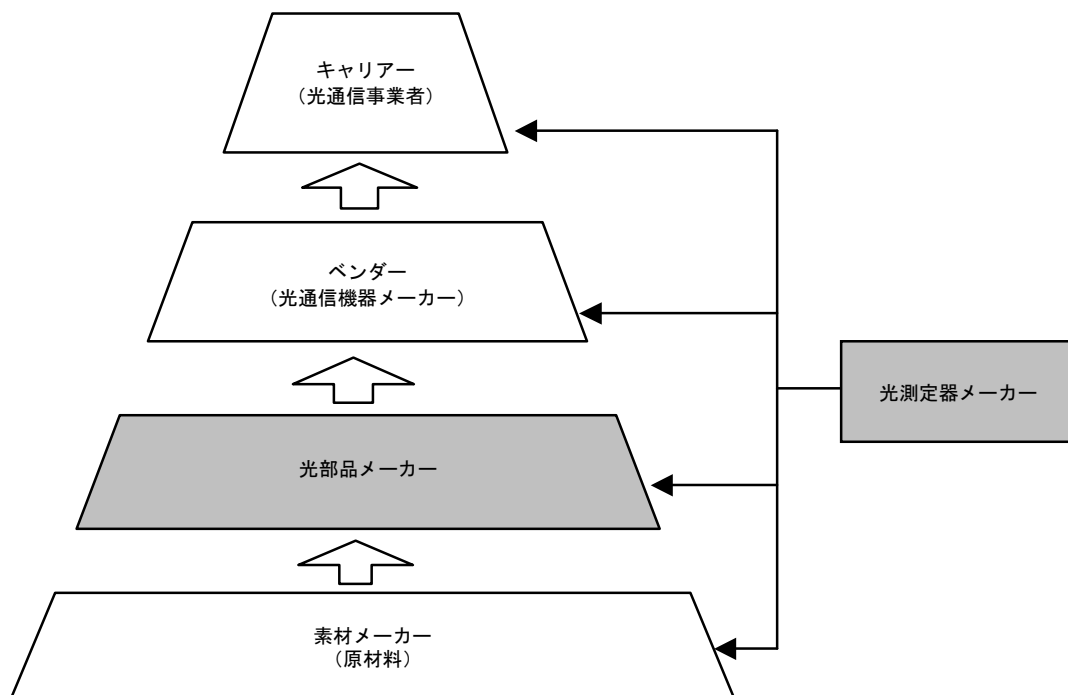 キャリアー
（光通信事業者）
ベンダー
（光通信機器メーカー）
光測定器メーカー
光部品メーカー
素材メーカー
（原材料）